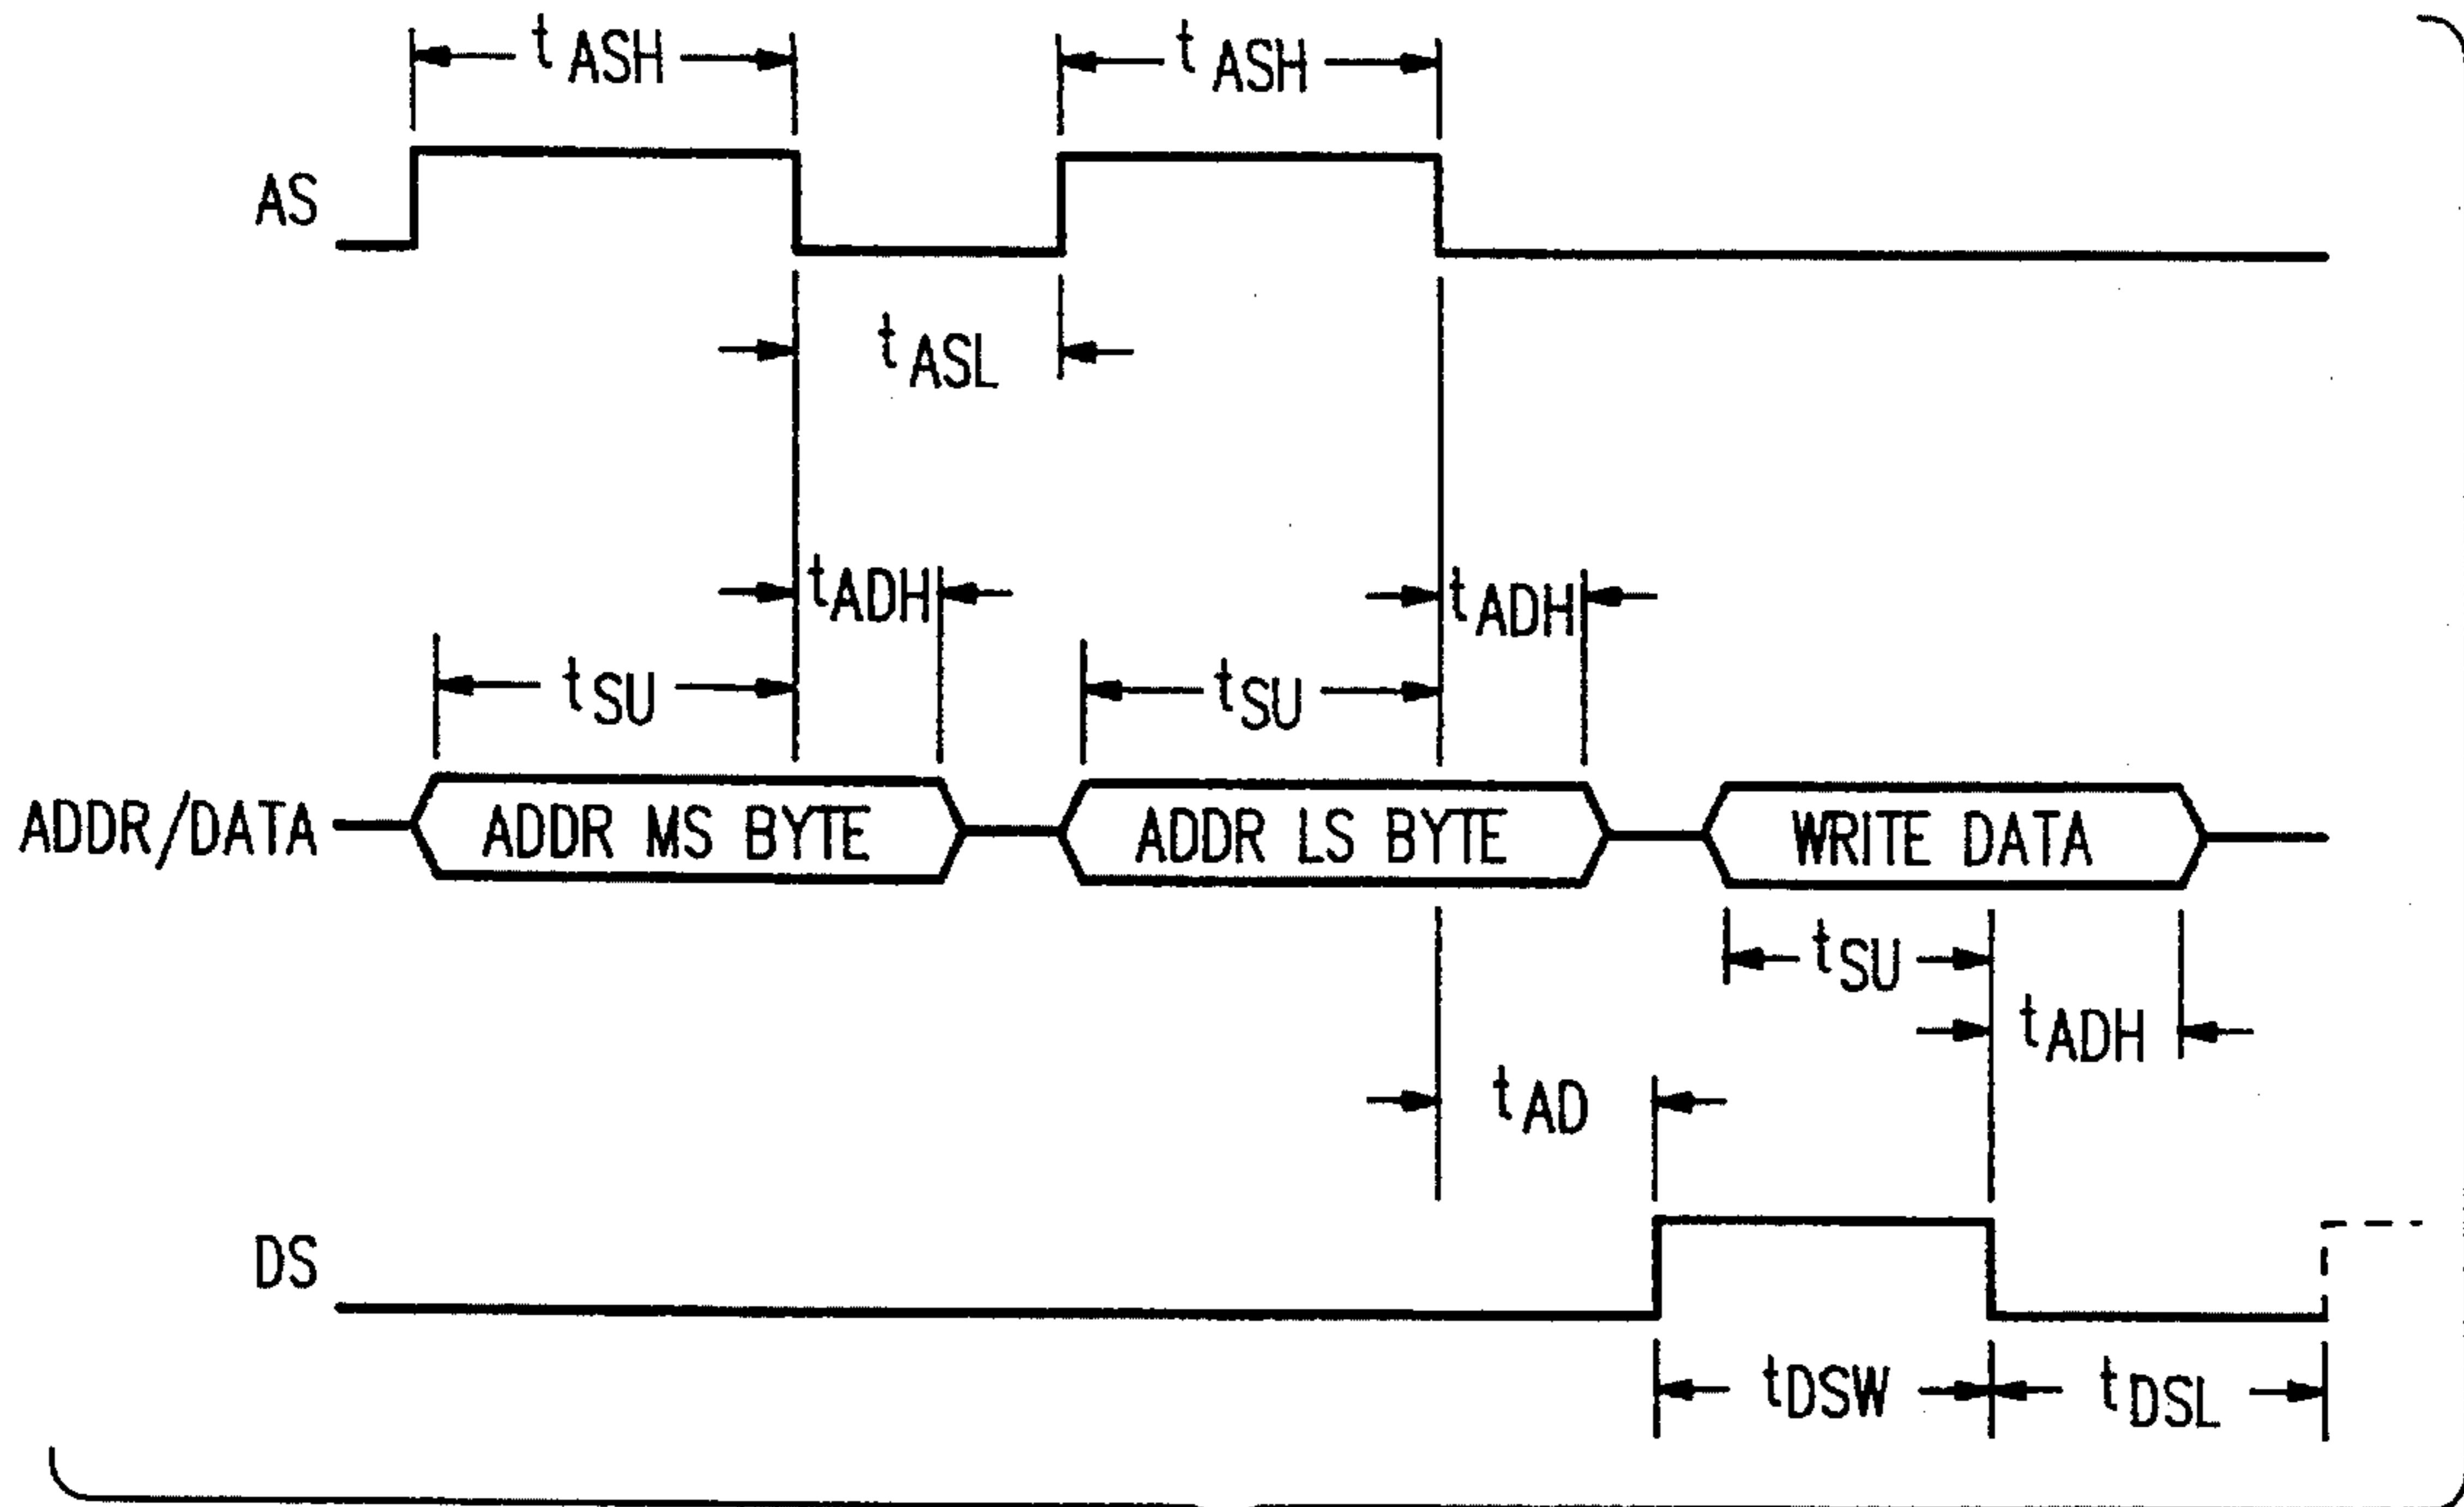 tASH tASH
AS
tASL
tADH tADH
tSU tSU
ADDR/DATA ADDR MS BYTE ADDR LS BYTE WRITE DATA
tSU
tADH
tAD
DS
tDSW tDSL